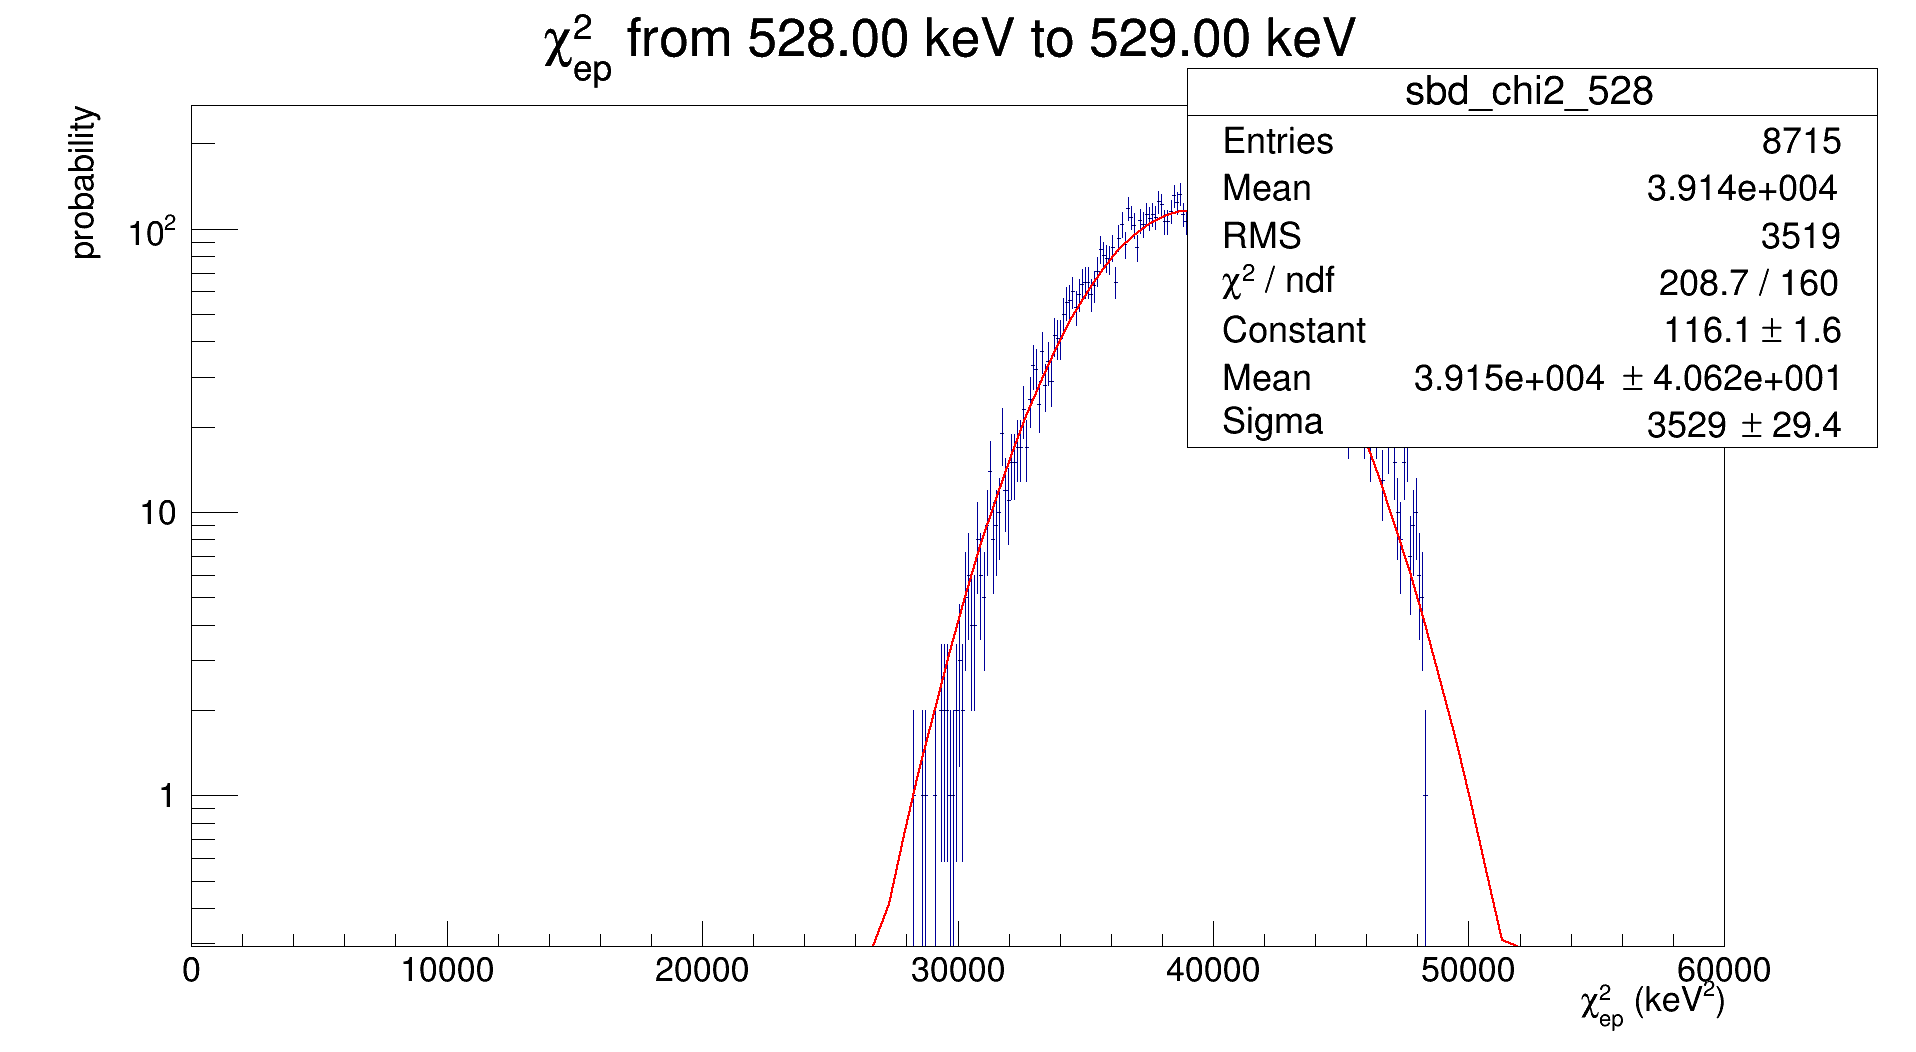 χ²ep from 528.00 keV to 529.00 keV
probability
sbd_chi2_528
Entries 8715
Mean 3.914e+004
RMS 3519
χ² / ndf 208.7 / 160
Constant 116.1 ± 1.6
Mean 3.915e+004 ± 4.062e+001
Sigma 3529 ± 29.4
10²
10
1
0 10000 20000 30000 40000 50000 60000
χ²ep (keV²)